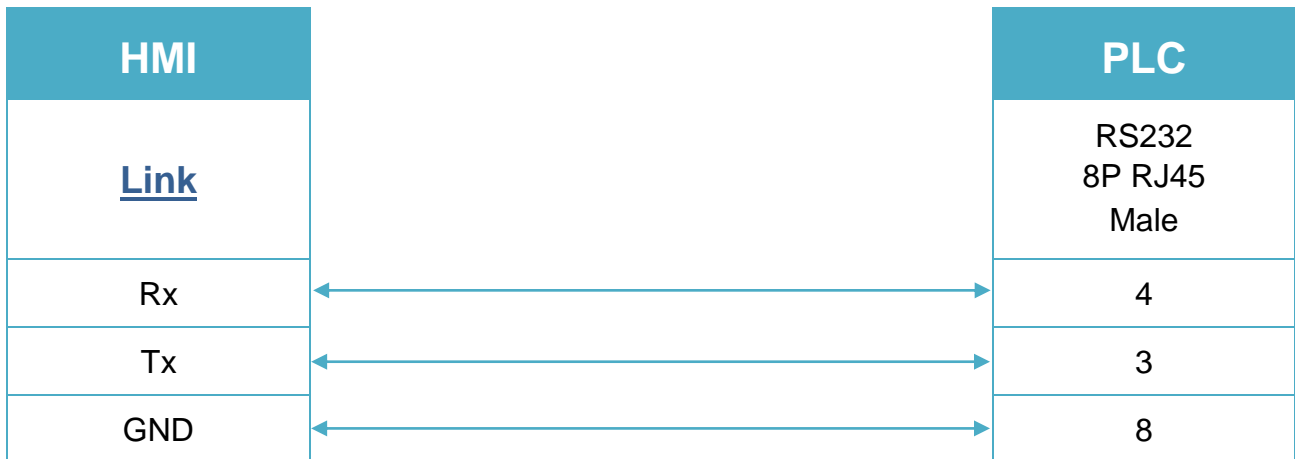 HMI
PLC
Link
RS232
8P RJ45
Male
Rx
4
Tx
3
GND
8